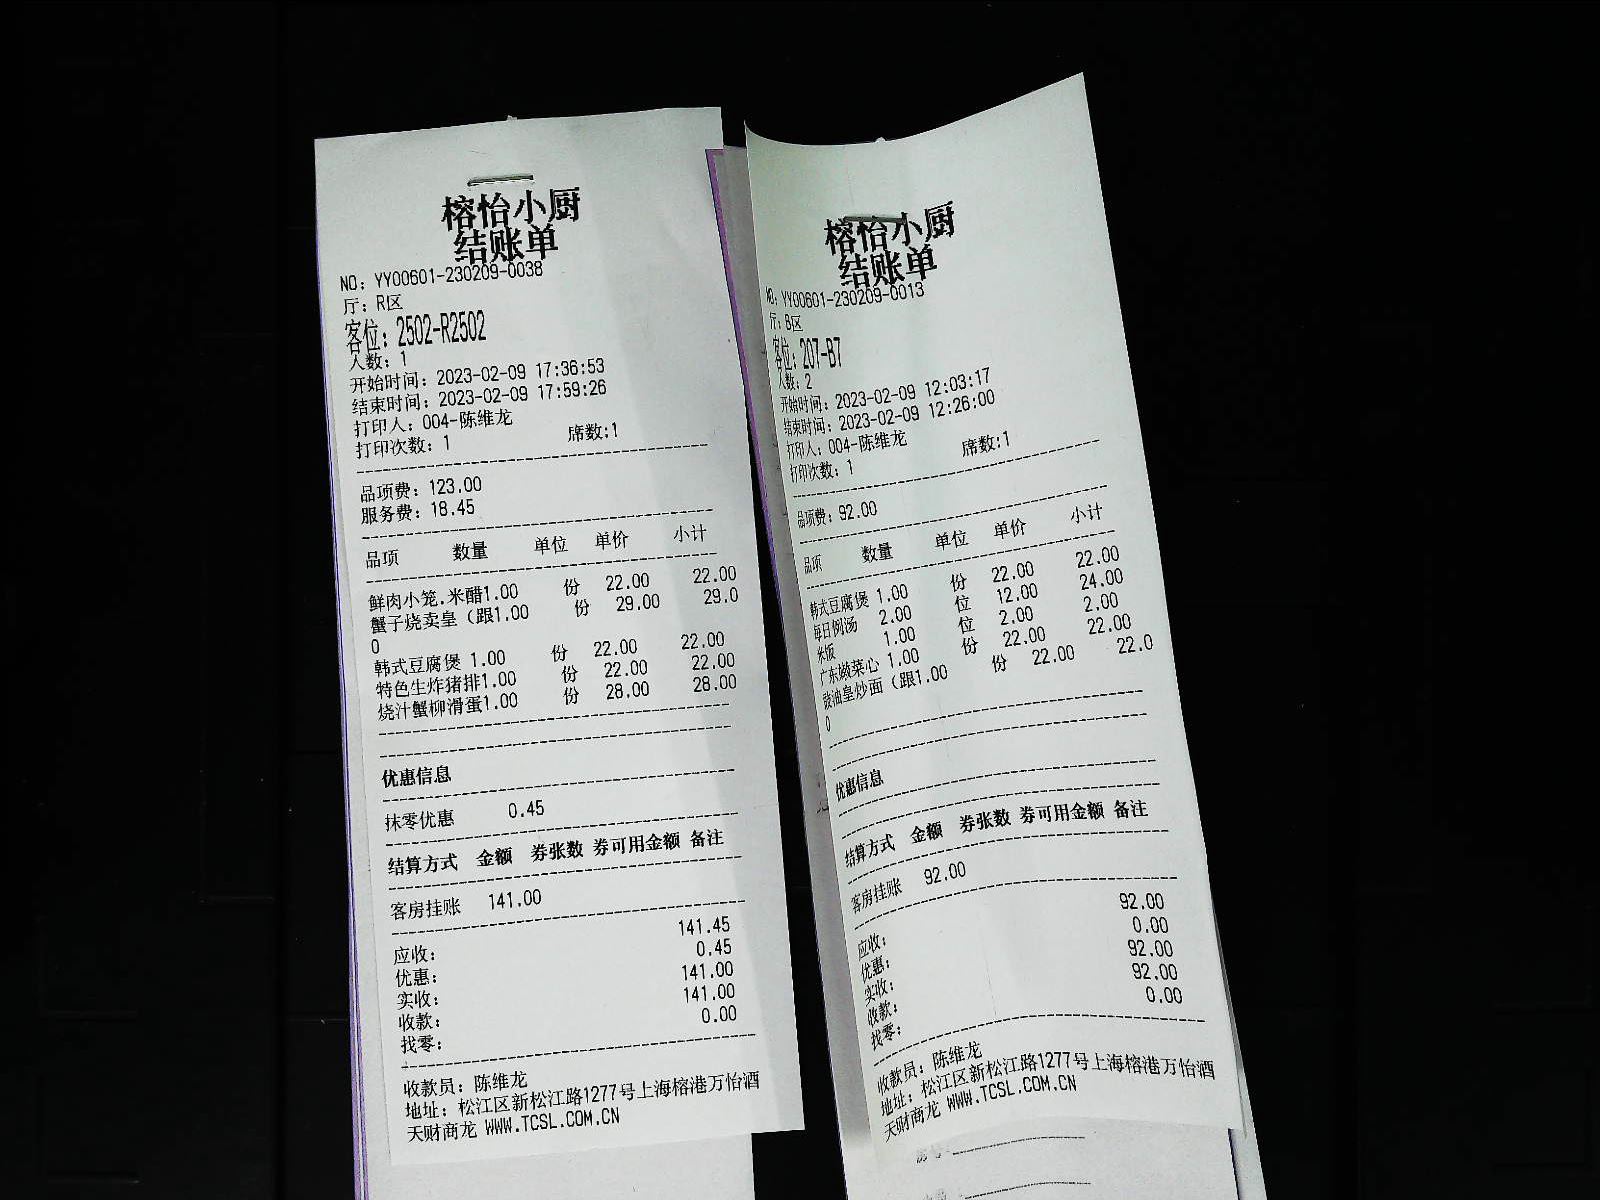 榕怡小厨
结账单
NO: YY00601-230209-0038
厅: R区
客位: 2502-R2502
人数: 1
开始时间: 2023-02-09 17:36:53
结束时间: 2023-02-09 17:59:26
打印人: 004-陈维龙
打印次数: 1 席数:1
品项费: 123.00
服务费: 18.45
品项 数量 单位 单价 小计
鲜肉小笼.米醋1.00 份 22.00 22.00
蟹子烧卖皇（跟1.00 份 29.00 29.0
0
韩式豆腐煲 1.00 份 22.00 22.00
特色生炸猪排1.00 份 22.00 22.00
烧汁蟹柳滑蛋1.00 份 28.00 28.00
优惠信息
抹零优惠 0.45
结算方式 金额 券张数 券可用金额 备注
客房挂账 141.00
应收: 141.45
优惠: 0.45
实收: 141.00
收款: 141.00
找零: 0.00
收款员: 陈维龙
地址: 松江区新松江路1277号上海榕港万怡酒
天财商龙 WWW.TCSL.COM.CN
榕怡小厨
结账单
NO: YY00601-230209-0013
厅: B区
客位: 207-B7
人数: 2
开始时间: 2023-02-09 12:03:17
结束时间: 2023-02-09 12:26:00
打印人: 004-陈维龙
打印次数: 1 席数:1
品项费: 92.00
品项 数量 单位 单价 小计
韩式豆腐煲 1.00 份 22.00 22.00
每日例汤 2.00 位 12.00 24.00
米饭 1.00 位 2.00 2.00
广东嫩菜心 1.00 份 22.00 22.00
豉油皇炒面（跟1.00 份 22.00 22.0
0
优惠信息
结算方式 金额 券张数 券可用金额 备注
客房挂账 92.00
应收: 92.00
优惠: 0.00
实收: 92.00
收款: 92.00
找零: 0.00
收款员: 陈维龙
地址: 松江区新松江路1277号上海榕港万怡酒
天财商龙 WWW.TCSL.COM.CN